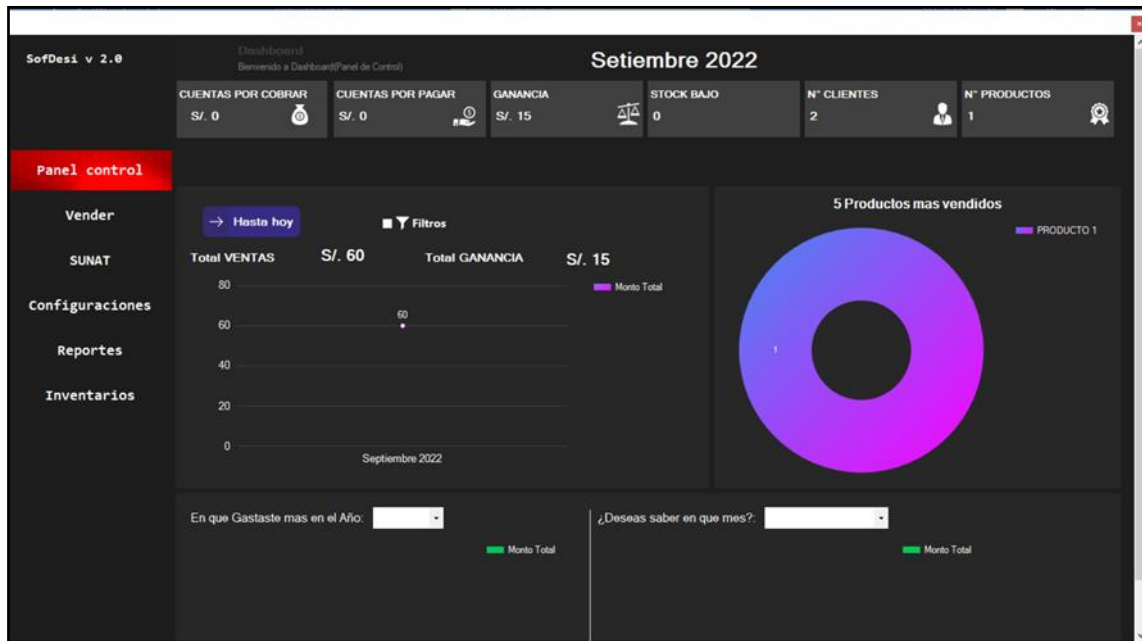 SofDesi v 2.0
Dashboard
Bienvenido a Dashboard(Panel de Control)
Setiembre 2022
CUENTAS POR COBRAR
S/. 0
CUENTAS POR PAGAR
S/. 0
GANANCIA
S/. 15
STOCK BAJO
0
N° CLIENTES
2
N° PRODUCTOS
1
Panel control
Vender
SUNAT
Configuraciones
Reportes
Inventarios
Hasta hoy
Filtros
Total VENTAS S/. 60 Total GANANCIA S/. 15
Monto Total
80
60
40
20
0
60
Septiembre 2022
5 Productos mas vendidos
PRODUCTO 1
1
En que Gastaste mas en el Año:
Monto Total
¿Deseas saber en que mes?:
Monto Total